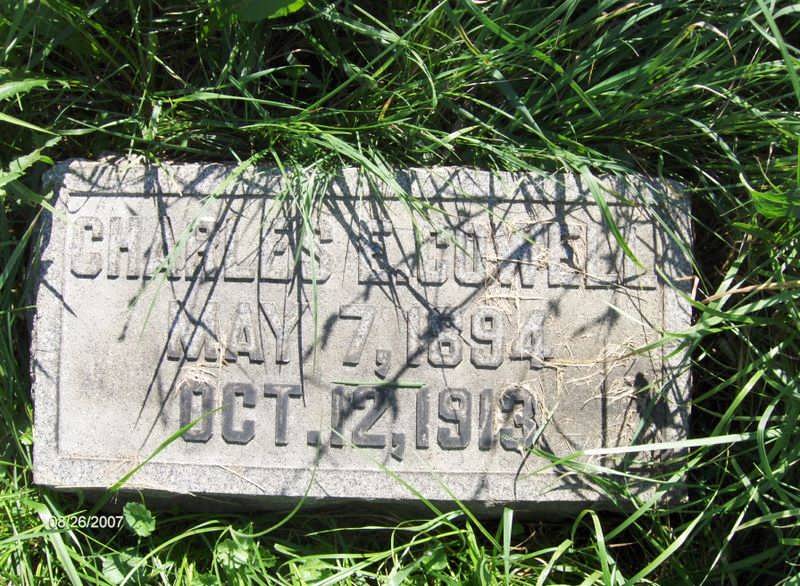 CHARLES E. COWELL
MAY 7, 1894
OCT. 12, 1913
08/26/2007